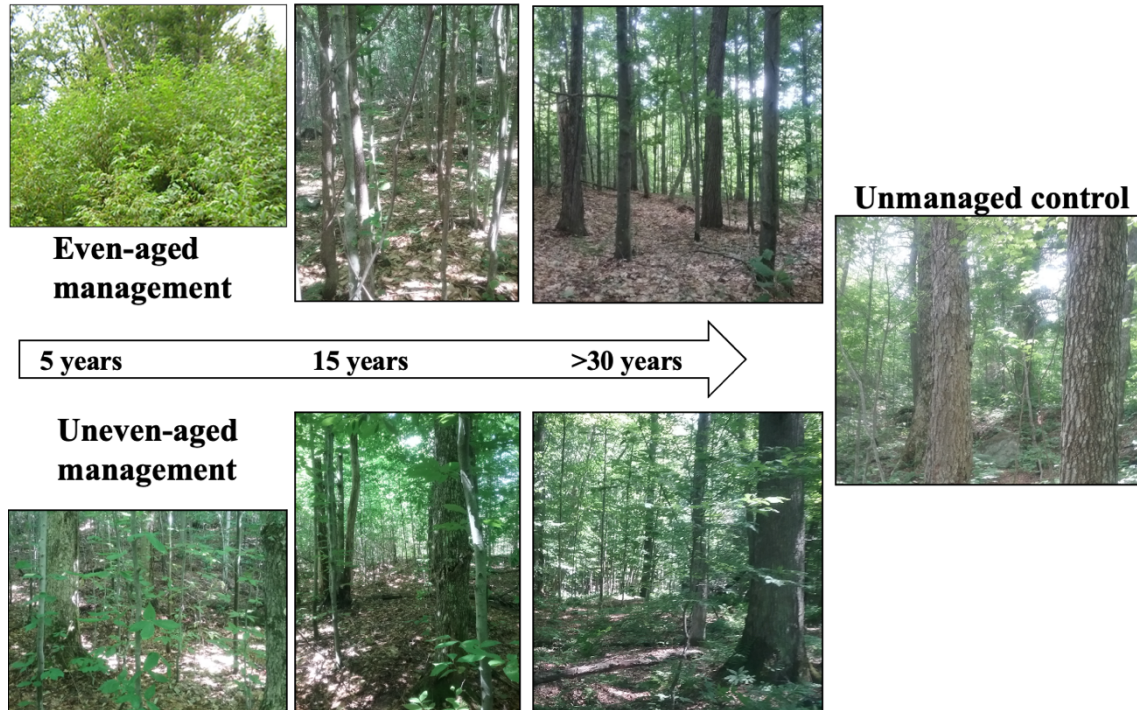 Even-aged
management
Unmanaged control
5 years
15 years
>30 years
Uneven-aged
management